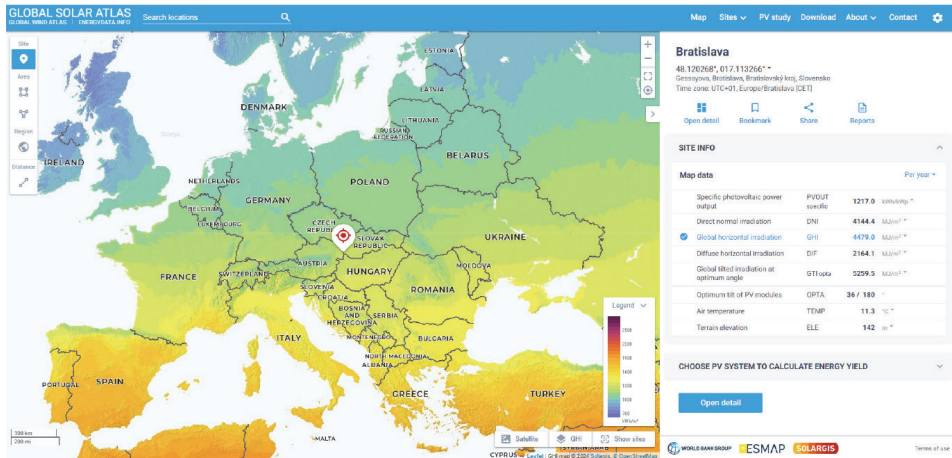 GLOBAL SOLAR ATLAS
GLOBAL WIND ATLAS | ENERGYDATA.INFO
Search locations
Map Sites PV study Download About Contact
Site
Area
Region
Distance
ESTONIA
LATVIA
DENMARK
LITHUANIA
RUSSIAN
FEDERATION
IRELAND
BELARUS
NETHERLANDS
POLAND
GERMANY
BELGIUM
LUXEMBOURG
CZECH
REPUBLIC
SLOVAK
REPUBLIC
UKRAINE
AUSTRIA
FRANCE
SWITZERLAND
HUNGARY
MOLDOVA
SLOVENIA
CROATIA
ROMANIA
BOSNIA
AND
HERZEGOVINA
SERBIA
ITALY
MONTENEGRO
BULGARIA
NORTH MACEDONIA
ALBANIA
PORTUGAL
SPAIN
GREECE
TURKEY
MALTA
CYPRUS
300 km
200 mi
Legend
Satellite GHI Show sites
Leaflet | GHI map © 2024 Solargis, © OpenStreetMap
Bratislava
48.120268°, 017.113266°
Gessayova, Bratislava, Bratislavský kraj, Slovensko
Time zone: UTC+01, Europe/Bratislava [CET]
Open detail Bookmark Share Reports
SITE INFO
Map data Per year
Specific photovoltaic power output PVOUT specific 1217.0 kWh/kWp
Direct normal irradiation DNI 4144.4 MJ/m²
Global horizontal irradiation GHI 4479.0 MJ/m²
Diffuse horizontal irradiation DIF 2164.1 MJ/m²
Global tilted irradiation at optimum angle GTI opta 5259.5 MJ/m²
Optimum tilt of PV modules OPTA 36 / 180 °
Air temperature TEMP 11.3 °C
Terrain elevation ELE 142 m
CHOOSE PV SYSTEM TO CALCULATE ENERGY YIELD
Open detail
WORLD BANK GROUP ESMAP SOLARGIS Terms of use